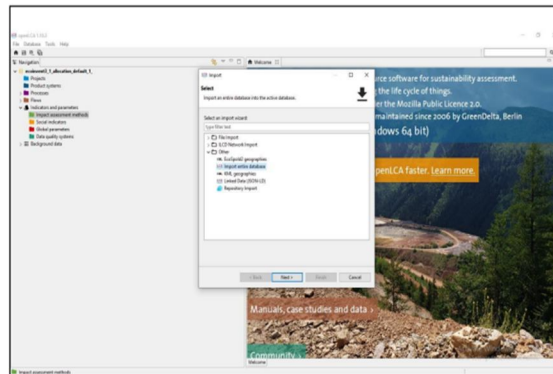 openLCA 1.10.3
File Database Tools Help
Navigation
ecoinvent3_1_allocation_default_1_
Projects
Product systems
Processes
Flows
Indicators and parameters
Impact assessment methods
Social indicators
Global parameters
Data quality systems
Background data
Welcome
Import
Select
Import an entire database into the active database.
Select an import wizard:
type filter text
File Import
ILCD Network Import
Other
EcoSpold2 geographies
Import entire database
KML geographies
Linked Data (JSON-LD)
Repository Import
< Back Next > Finish Cancel
rce software for sustainability assessment.
the life cycle of things.
er the Mozilla Public Licence 2.0.
maintained since 2006 by GreenDelta, Berlin
dows 64 bit)
penLCA faster. Learn more.
Manuals, case studies and data ›
Community ›
Welcome
Impact assessment methods